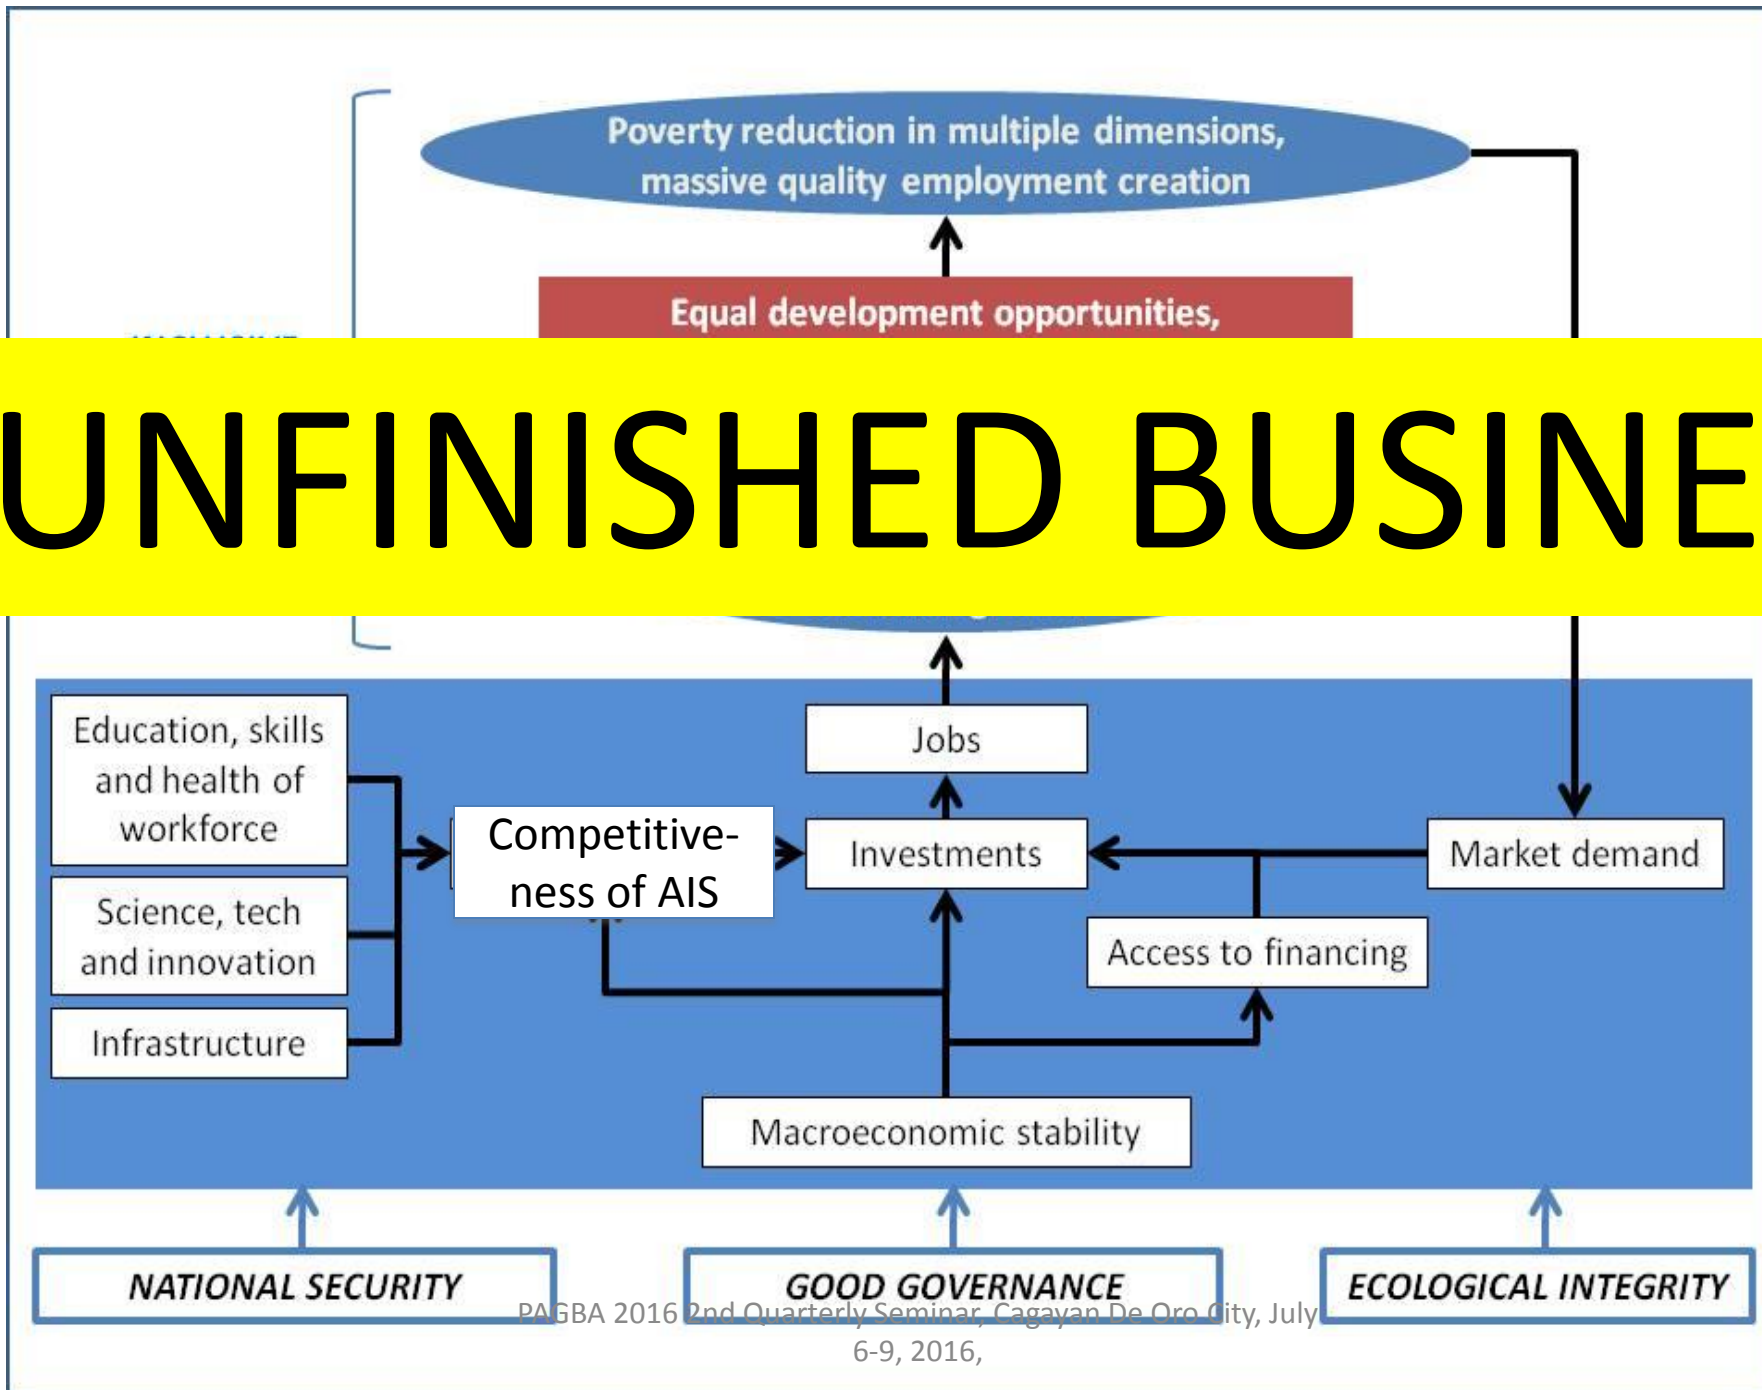 Poverty reduction in multiple dimensions,
massive quality employment creation
Equal development opportunities,
UNFINISHED BUSINE
Education, skills
and health of
workforce
Jobs
Competitive-
ness of AIS
Investments
Market demand
Science, tech
and innovation
Access to financing
Infrastructure
Macroeconomic stability
NATIONAL SECURITY
GOOD GOVERNANCE
ECOLOGICAL INTEGRITY
PAGBA 2016 2nd Quarterly Seminar, Cagayan De Oro City, July
6-9, 2016,